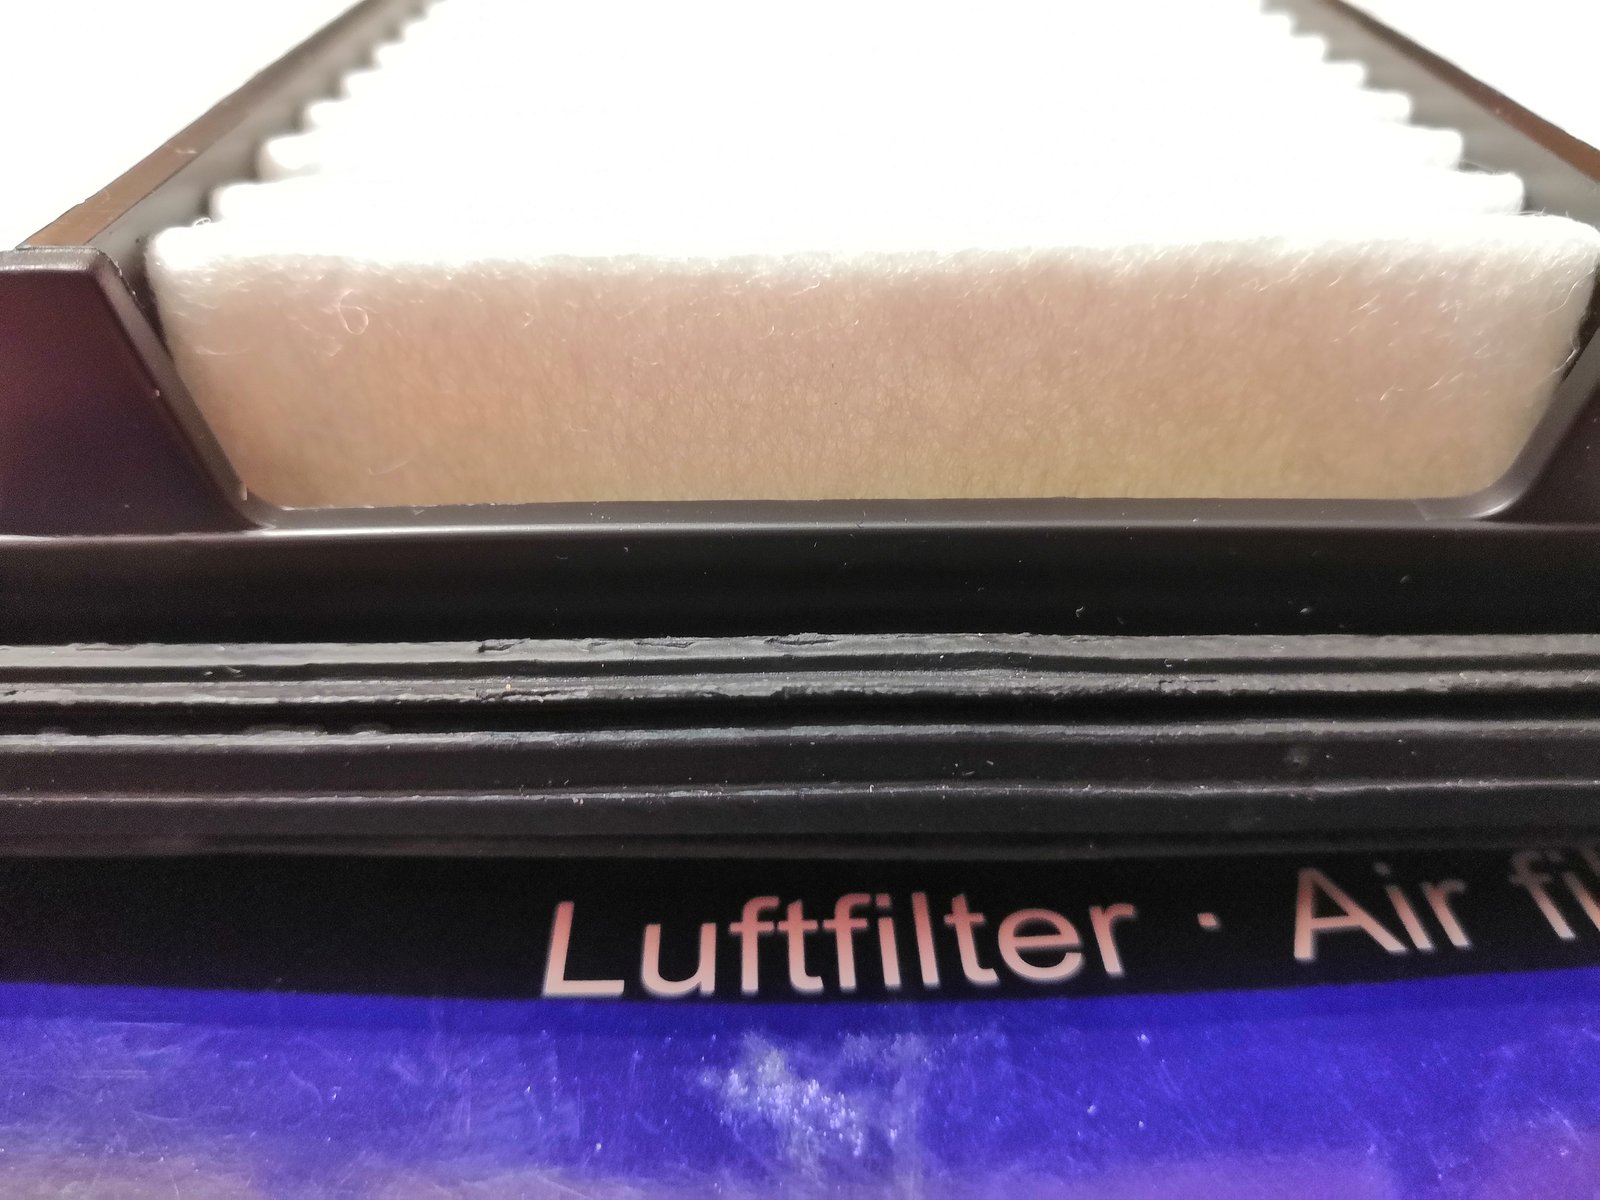 Luftfilter · Air